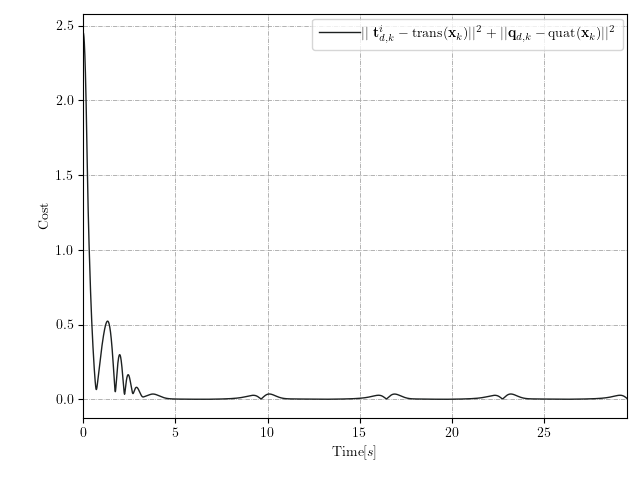 || t^i_{d,k} − trans(x_k)||^2 + ||q_{d,k} − quat(x_k)||^2
2.5
2.0
1.5
1.0
0.5
0.0
Cost
0 5 10 15 20 25
Time[s]